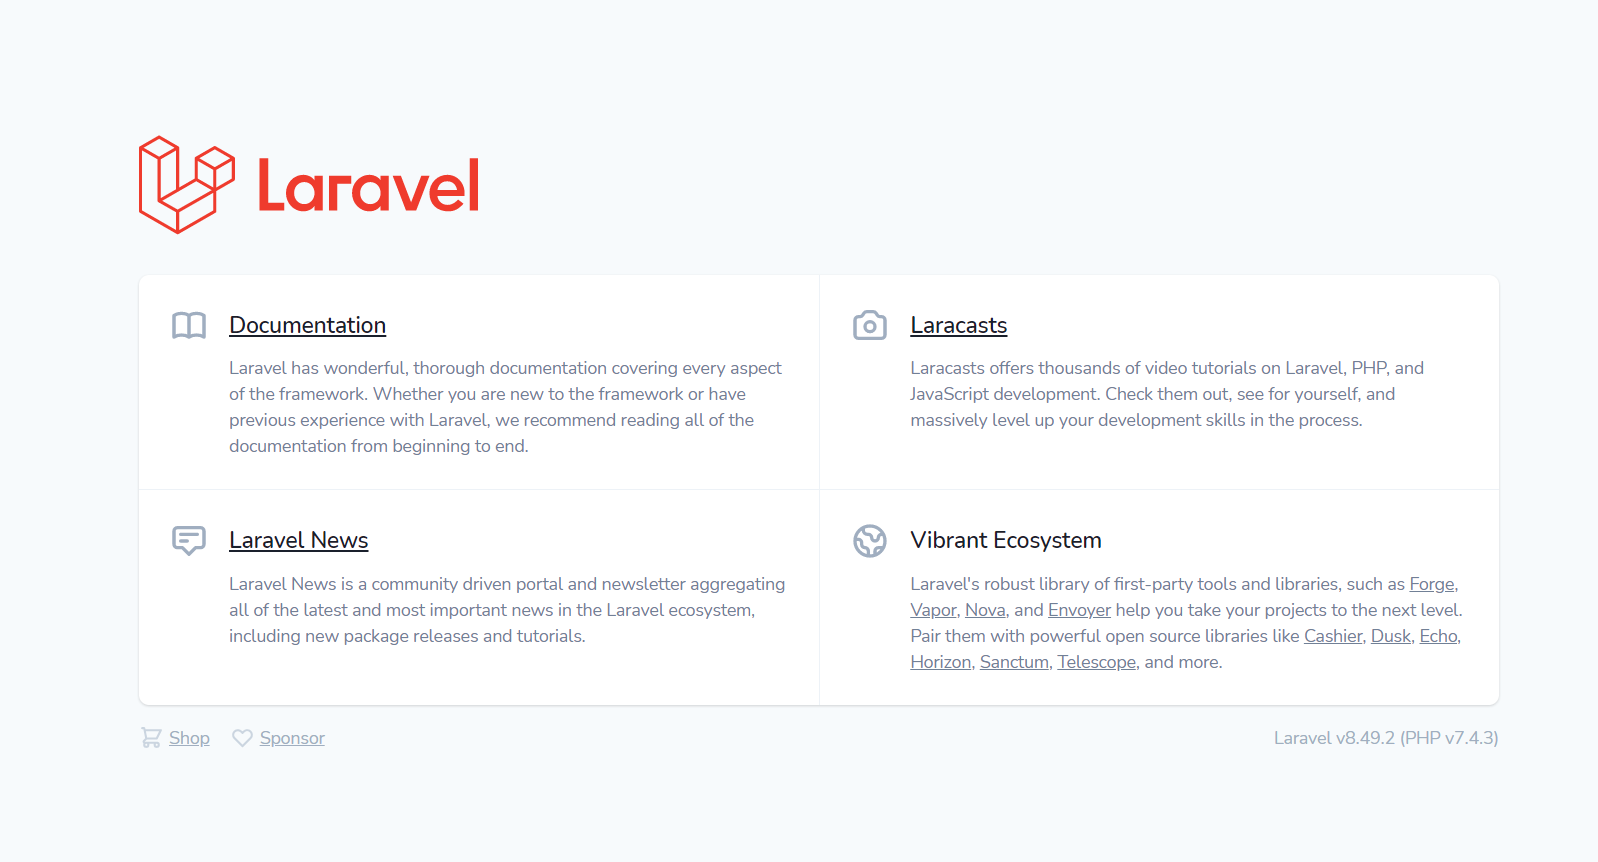 Laravel
Documentation
Laravel has wonderful, thorough documentation covering every aspect
of the framework. Whether you are new to the framework or have
previous experience with Laravel, we recommend reading all of the
documentation from beginning to end.
Laracasts
Laracasts offers thousands of video tutorials on Laravel, PHP, and
JavaScript development. Check them out, see for yourself, and
massively level up your development skills in the process.
Laravel News
Laravel News is a community driven portal and newsletter aggregating
all of the latest and most important news in the Laravel ecosystem,
including new package releases and tutorials.
Vibrant Ecosystem
Laravel's robust library of first-party tools and libraries, such as Forge,
Vapor, Nova, and Envoyer help you take your projects to the next level.
Pair them with powerful open source libraries like Cashier, Dusk, Echo,
Horizon, Sanctum, Telescope, and more.
Shop
Sponsor
Laravel v8.49.2 (PHP v7.4.3)